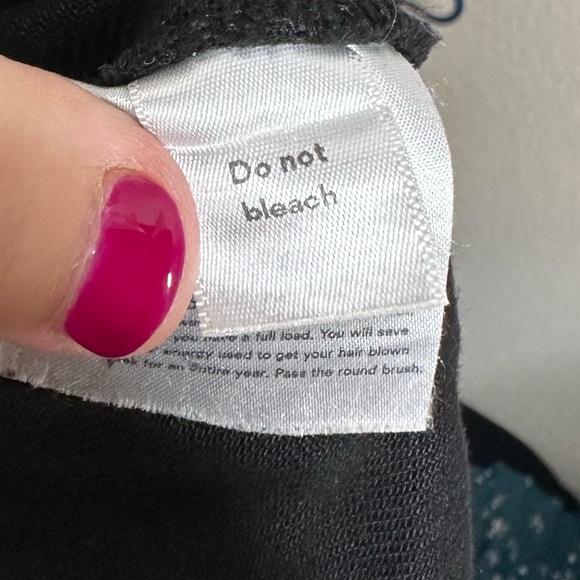 Do not
bleach
you have a full load. You will save
energy used to get your hair blown
for an entire year. Pass the round brush.